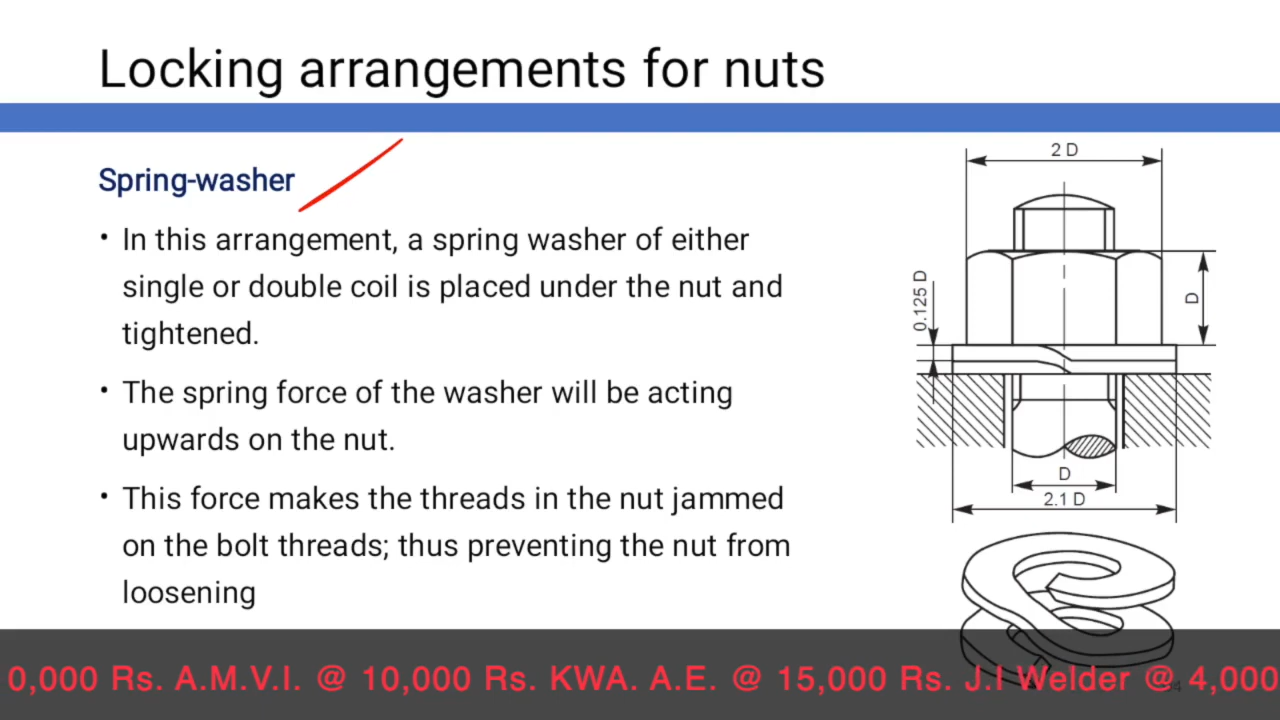 Locking arrangements for nuts
Spring-washer
• In this arrangement, a spring washer of either
single or double coil is placed under the nut and
tightened.
• The spring force of the washer will be acting
upwards on the nut.
• This force makes the threads in the nut jammed
on the bolt threads; thus preventing the nut from
loosening
2 D
0.125 D
D
D
2.1 D
0,000 Rs. A.M.V.I. @ 10,000 Rs. KWA. A.E. @ 15,000 Rs. J.I Welder @ 4,000